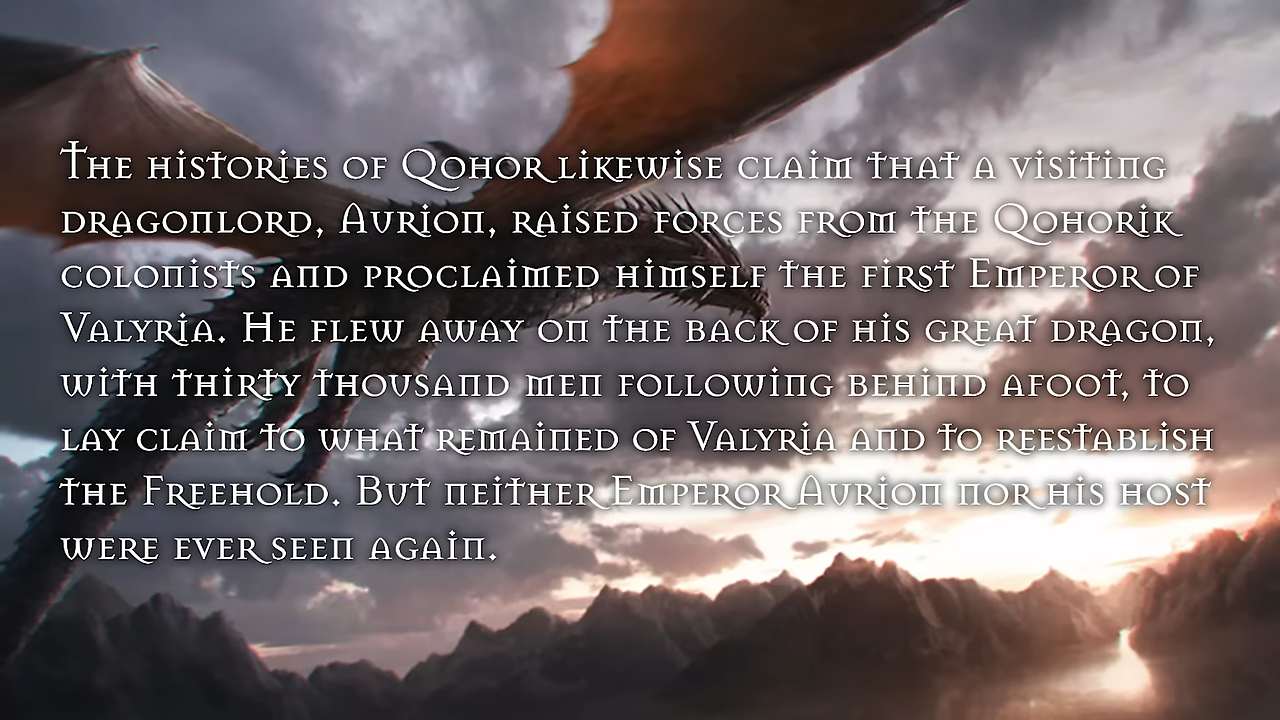 The histories of Qohor likewise claim that a visiting
dragonlord, Aurion, raised forces from the Qohorik
colonists and proclaimed himself the first Emperor of
Valyria. He flew away on the back of his great dragon,
with thirty thousand men following behind afoot, to
lay claim to what remained of Valyria and to reestablish
the Freehold. But neither Emperor Aurion nor his host
were ever seen again.